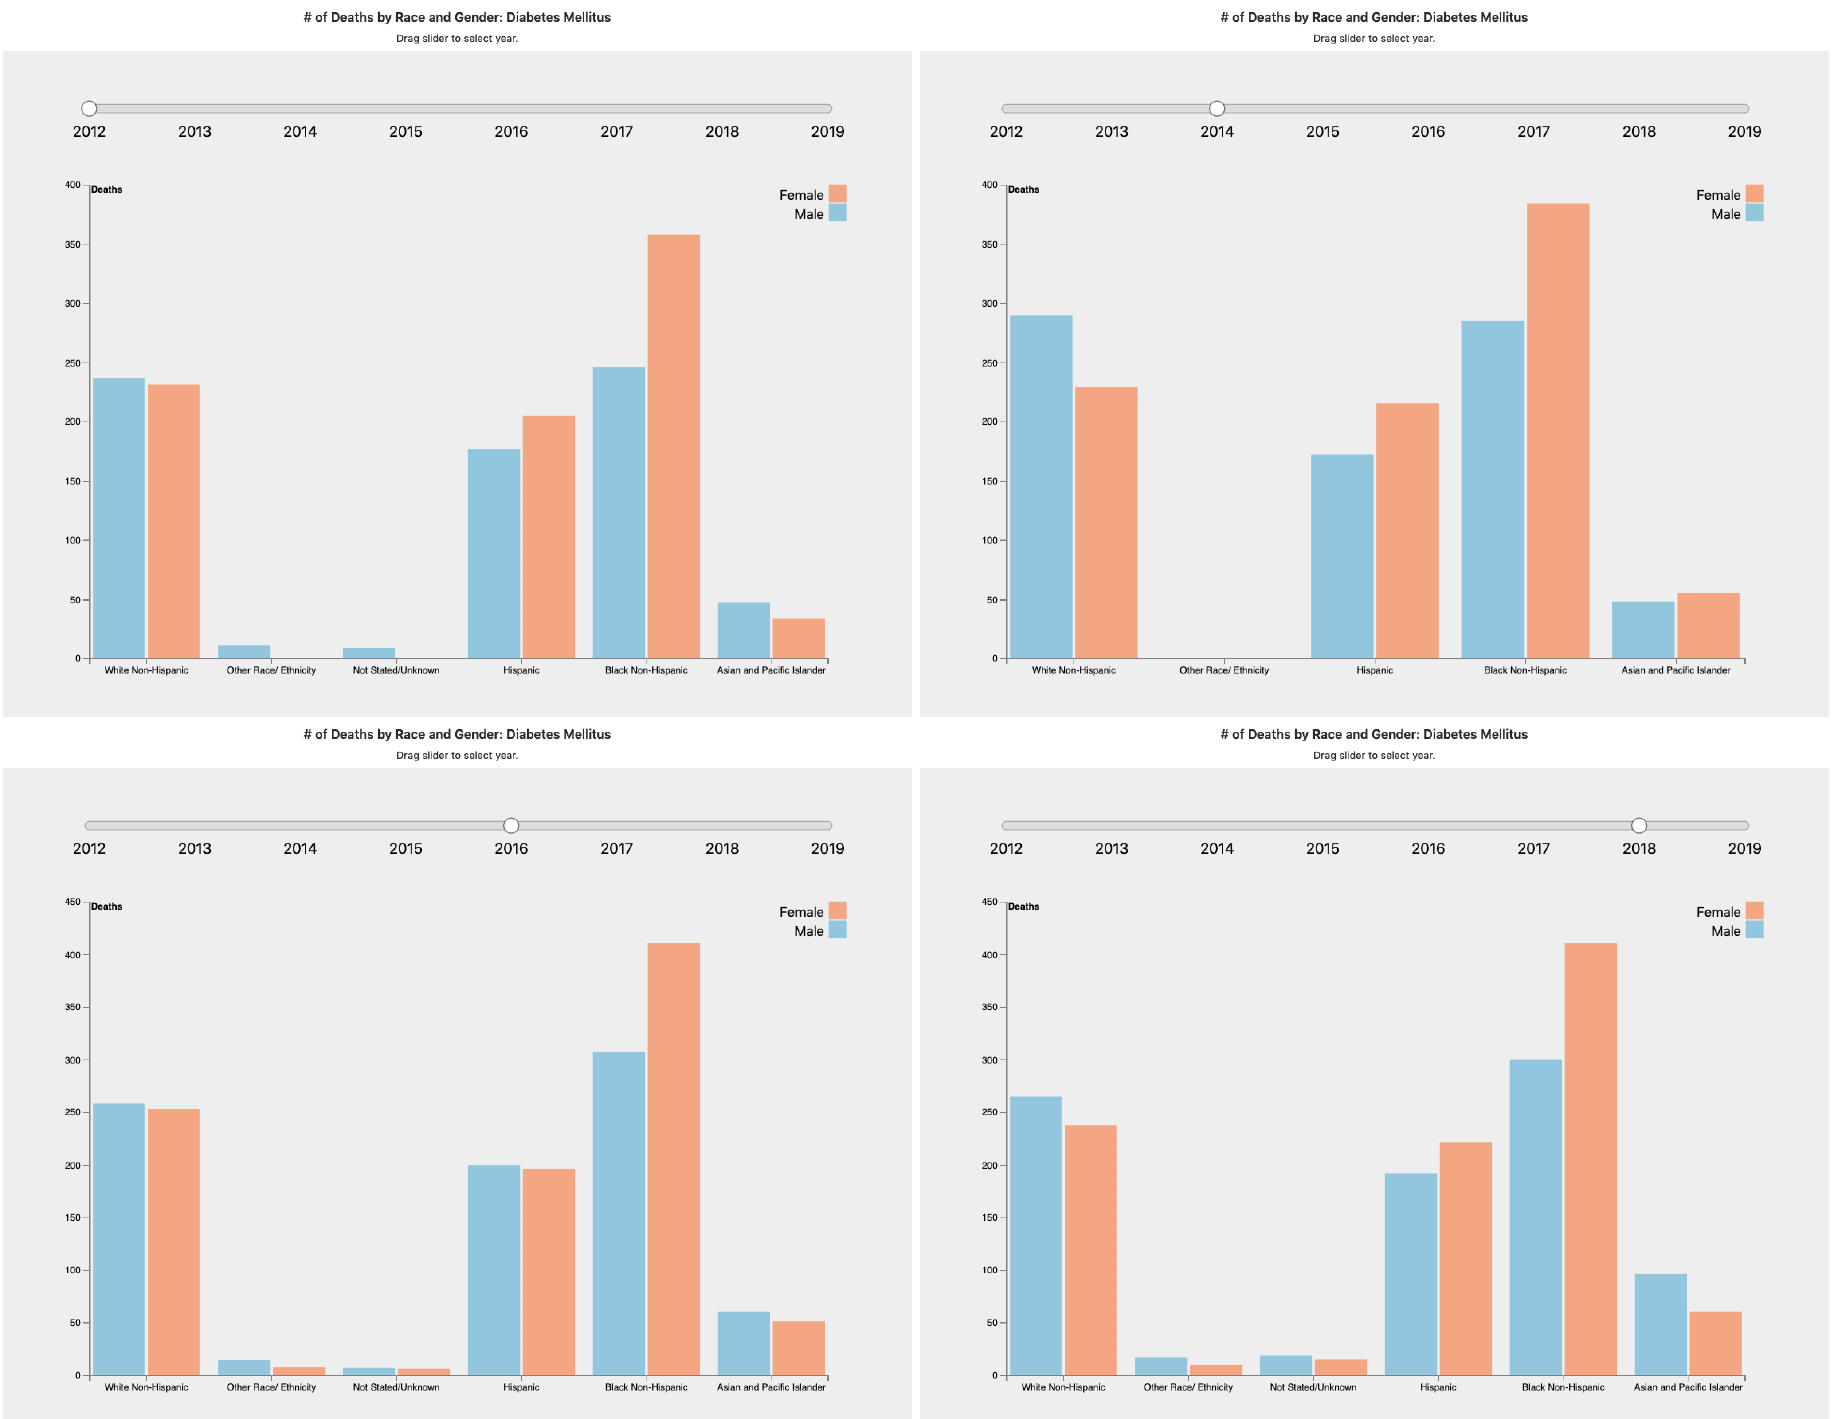 # of Deaths by Race and Gender: Diabetes Mellitus
Drag slider to select year.
2012 2013 2014 2015 2016 2017 2018 2019
Deaths
Female
Male
400
350
300
250
200
150
100
50
0
White Non-Hispanic Other Race/ Ethnicity Not Stated/Unknown Hispanic Black Non-Hispanic Asian and Pacific Islander
# of Deaths by Race and Gender: Diabetes Mellitus
Drag slider to select year.
2012 2013 2014 2015 2016 2017 2018 2019
Deaths
Female
Male
400
350
300
250
200
150
100
50
0
White Non-Hispanic Other Race/ Ethnicity Hispanic Black Non-Hispanic Asian and Pacific Islander
# of Deaths by Race and Gender: Diabetes Mellitus
Drag slider to select year.
2012 2013 2014 2015 2016 2017 2018 2019
Deaths
Female
Male
450
400
350
300
250
200
150
100
50
0
White Non-Hispanic Other Race/ Ethnicity Not Stated/Unknown Hispanic Black Non-Hispanic Asian and Pacific Islander
# of Deaths by Race and Gender: Diabetes Mellitus
Drag slider to select year.
2012 2013 2014 2015 2016 2017 2018 2019
Deaths
Female
Male
450
400
350
300
250
200
150
100
50
0
White Non-Hispanic Other Race/ Ethnicity Not Stated/Unknown Hispanic Black Non-Hispanic Asian and Pacific Islander